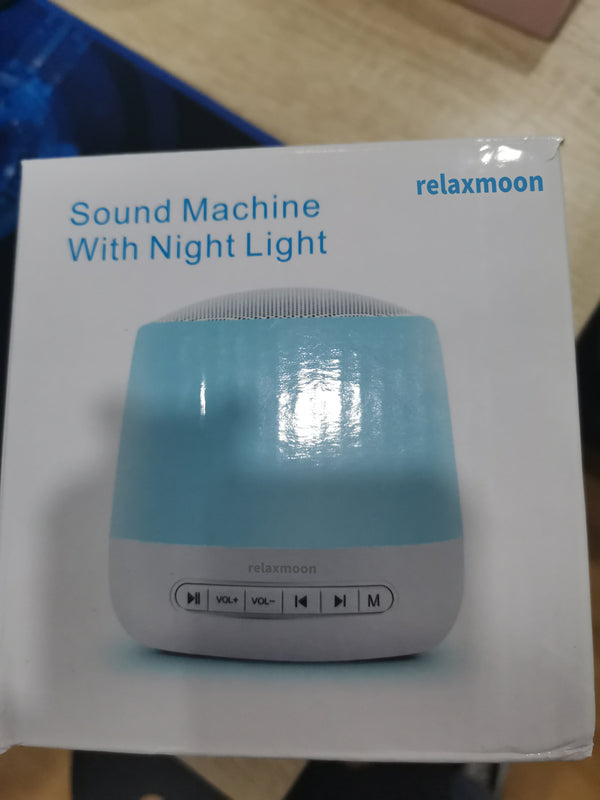 relaxmoon
Sound Machine
With Night Light
relaxmoon
VOL+ VOL- M